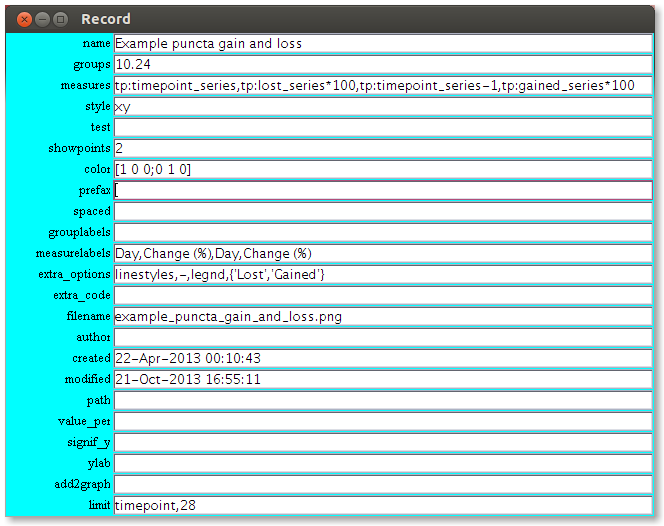 Record
name Example puncta gain and loss
groups 10.24
measures tp:timepoint_series,tp:lost_series*100,tp:timepoint_series-1,tp:gained_series*100
style xy
test
showpoints 2
color [1 0 0;0 1 0]
prefax [
spaced
grouplabels
measurelabels Day,Change (%),Day,Change (%)
extra_options linestyles,-,legnd,{'Lost','Gained'}
extra_code
filename example_puncta_gain_and_loss.png
author
created 22-Apr-2013 00:10:43
modified 21-Oct-2013 16:55:11
path
value_per
signif_y
ylab
add2graph
limit timepoint,28